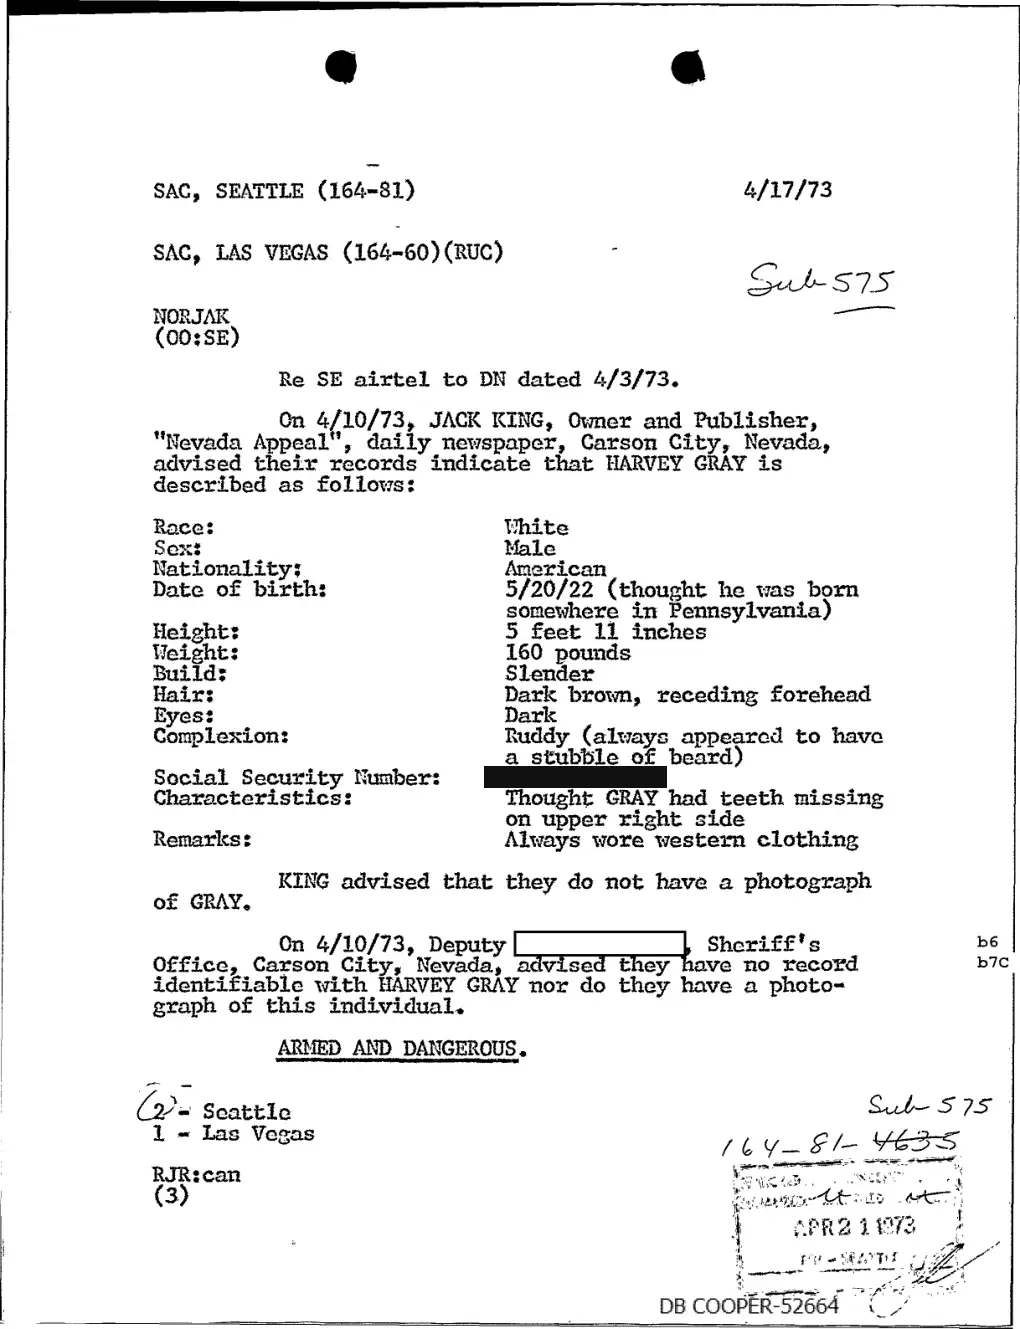 SAC, SEATTLE (164-81) 4/17/73
SAC, LAS VEGAS (164-60)(RUC)
Sub 575
NORJAK
(OO:SE)
Re SE airtel to DN dated 4/3/73.
On 4/10/73, JACK KING, Owner and Publisher,
"Nevada Appeal", daily newspaper, Carson City, Nevada,
advised their records indicate that HARVEY GRAY is
described as follows:
Race: White
Sex: Male
Nationality: American
Date of birth: 5/20/22 (thought he was born
somewhere in Pennsylvania)
Height: 5 feet 11 inches
Weight: 160 pounds
Build: Slender
Hair: Dark brown, receding forehead
Eyes: Dark
Complexion: Ruddy (always appeared to have
a stubble of beard)
Social Security Number:
Characteristics: Thought GRAY had teeth missing
on upper right side
Remarks: Always wore western clothing
KING advised that they do not have a photograph
of GRAY.
On 4/10/73, Deputy , Sheriff's b6
Office, Carson City, Nevada, advised they have no record b7C
identifiable with HARVEY GRAY nor do they have a photo-
graph of this individual.
ARMED AND DANGEROUS.
2 - Seattle
1 - Las Vegas
Sub 575
164-81-4635
RJR:can
(3)
APR 21 1973
FBI - SEATTLE
DB COOPER-52664